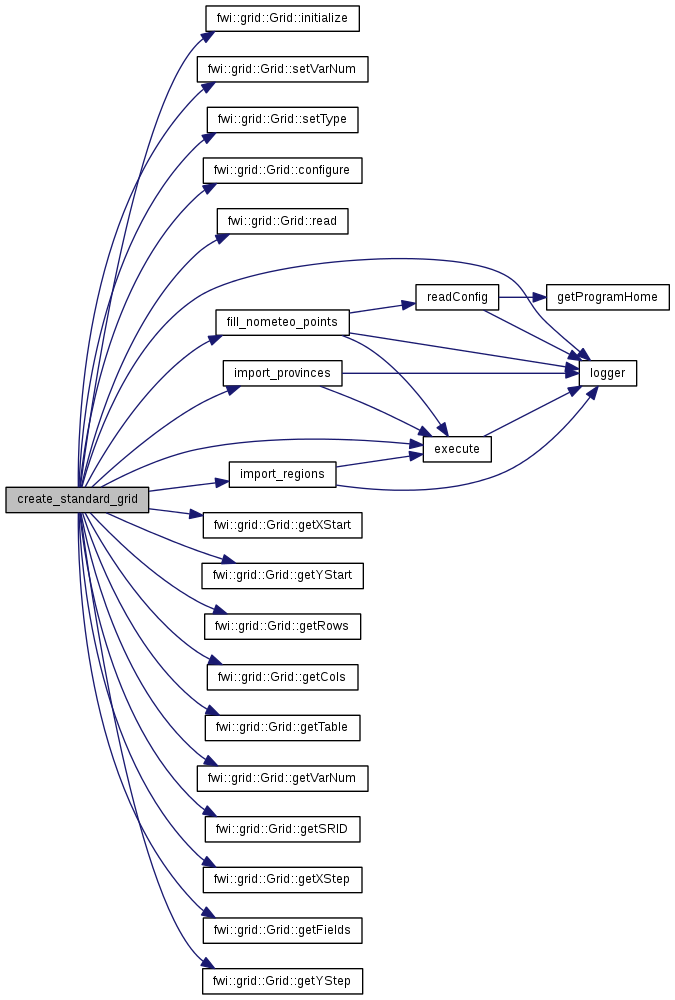 fwi::grid::Grid::initialize
fwi::grid::Grid::setVarNum
fwi::grid::Grid::setType
fwi::grid::Grid::configure
fwi::grid::Grid::read
readConfig
getProgramHome
fill_nometeo_points
import_provinces
logger
execute
import_regions
create_standard_grid
fwi::grid::Grid::getXStart
fwi::grid::Grid::getYStart
fwi::grid::Grid::getRows
fwi::grid::Grid::getCols
fwi::grid::Grid::getTable
fwi::grid::Grid::getVarNum
fwi::grid::Grid::getSRID
fwi::grid::Grid::getXStep
fwi::grid::Grid::getFields
fwi::grid::Grid::getYStep